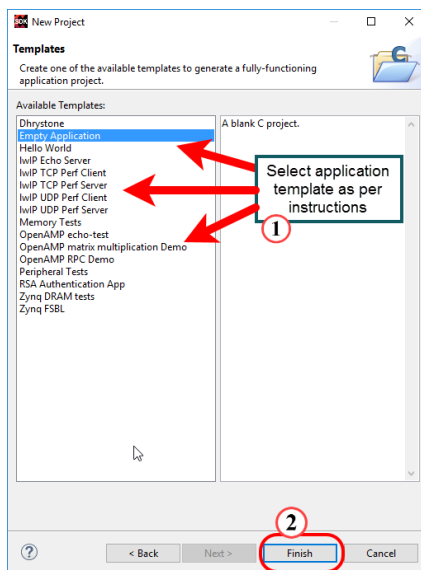 SDK New Project
Templates
Create one of the available templates to generate a fully-functioning
application project.
Available Templates:
Dhrystone
Empty Application
Hello World
lwIP Echo Server
lwIP TCP Perf Client
lwIP TCP Perf Server
lwIP UDP Perf Client
lwIP UDP Perf Server
Memory Tests
OpenAMP echo-test
OpenAMP matrix multiplication Demo
OpenAMP RPC Demo
Peripheral Tests
RSA Authentication App
Zynq DRAM tests
Zynq FSBL
A blank C project.
Select application
template as per
instructions
1
2
? < Back Next > Finish Cancel